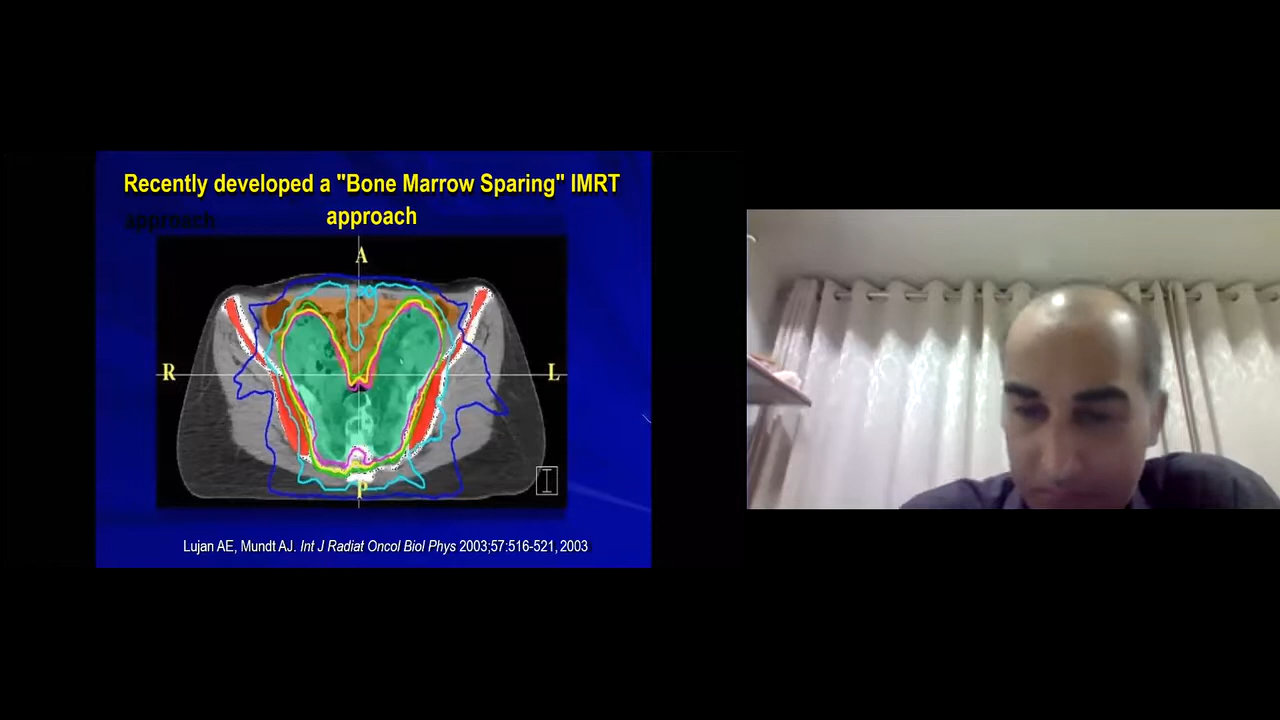 Recently developed a "Bone Marrow Sparing" IMRT
approach
approach
A
R
L
P
Lujan AE, Mundt AJ. Int J Radiat Oncol Biol Phys 2003;57:516-521, 2003